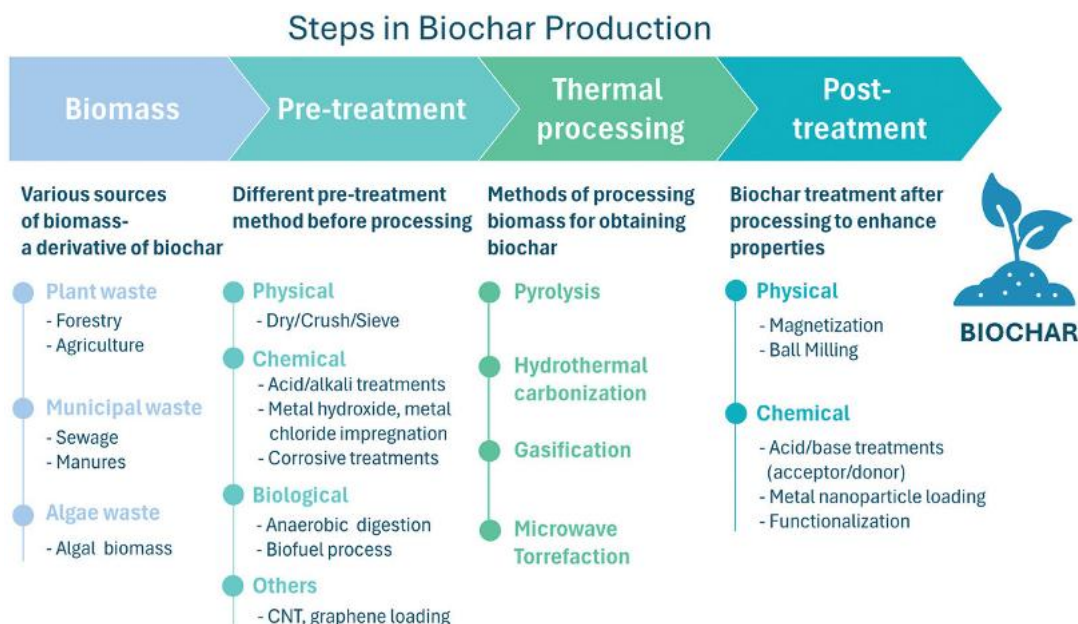 Steps in Biochar Production
Biomass
Pre-treatment
Thermal
processing
Post-
treatment
Various sources
of biomass-
a derivative of biochar
Plant waste
- Forestry
- Agriculture
Municipal waste
- Sewage
- Manures
Algae waste
- Algal biomass
Different pre-treatment
method before processing
Physical
- Dry/Crush/Sieve
Chemical
- Acid/alkali treatments
- Metal hydroxide, metal
chloride impregnation
- Corrosive treatments
Biological
- Anaerobic digestion
- Biofuel process
Others
- CNT, graphene loading
Methods of processing
biomass for obtaining
biochar
Pyrolysis
Hydrothermal
carbonization
Gasification
Microwave
Torrefaction
Biochar treatment after
processing to enhance
properties
Physical
- Magnetization
- Ball Milling
Chemical
- Acid/base treatments
(acceptor/donor)
- Metal nanoparticle loading
- Functionalization
BIOCHAR